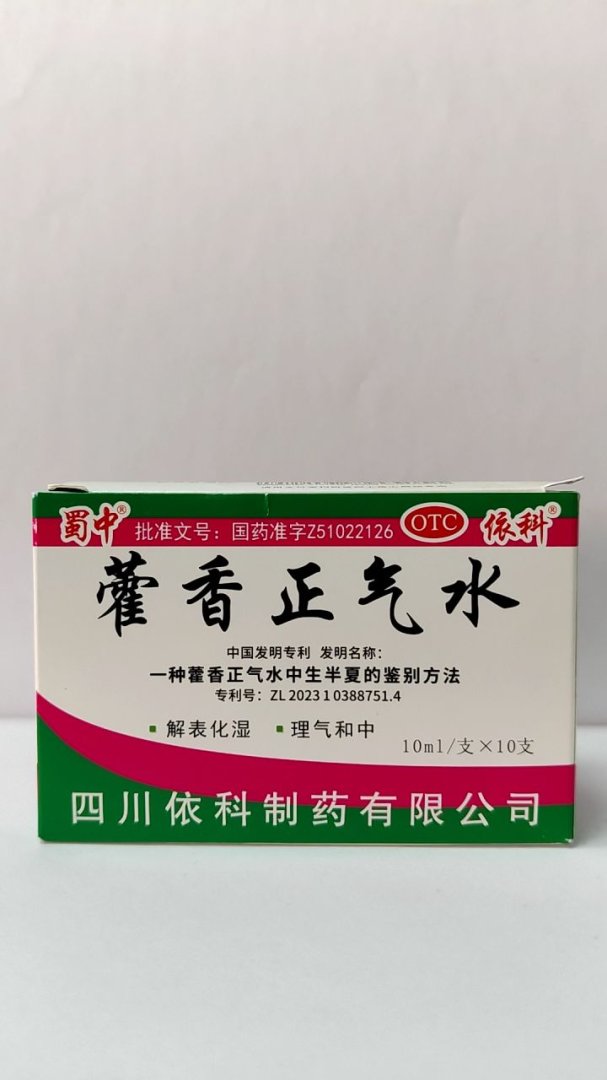 蜀中® 批准文号：国药准字Z51022126 OTC 依科®
藿香正气水
中国发明专利 发明名称：
一种藿香正气水中生半夏的鉴别方法
专利号：ZL 2023 1 0388751.4
▪ 解表化湿 ▪ 理气和中
10ml/支×10支
四川依科制药有限公司